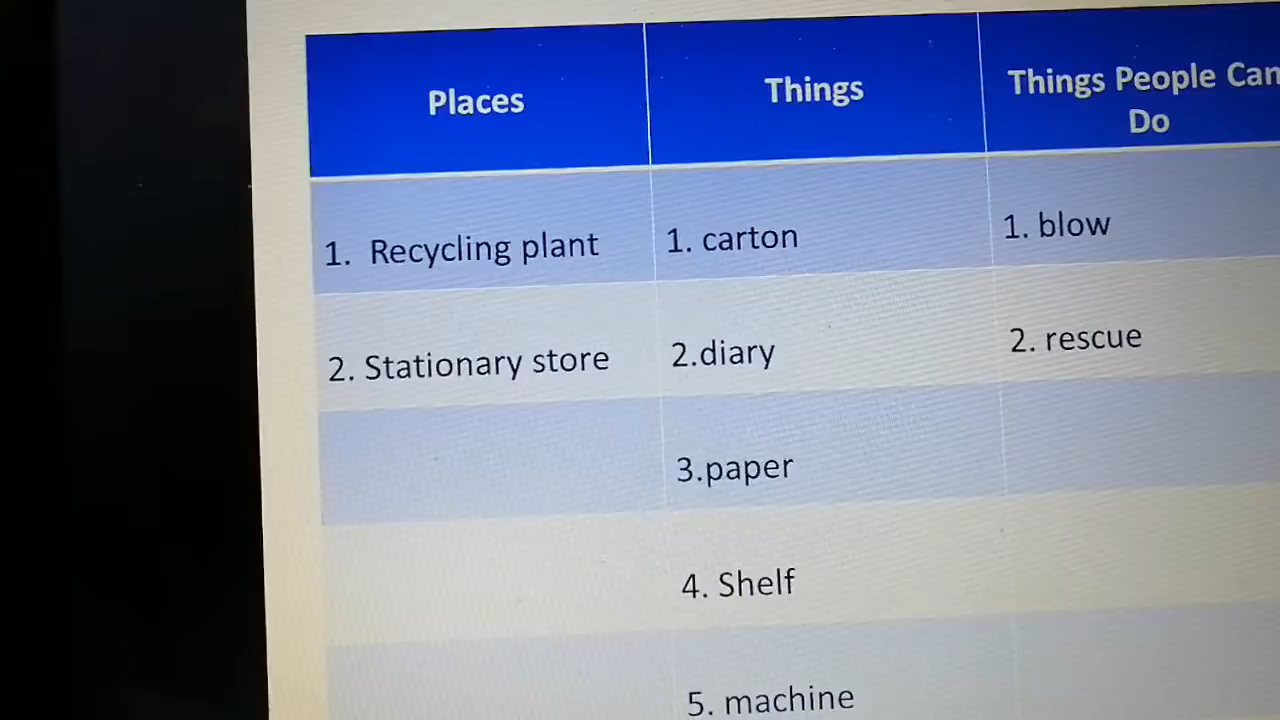 Places
Things
Things People Can
Do
1. Recycling plant
1. carton
1. blow
2. Stationary store
2.diary
2. rescue
3.paper
4. Shelf
5. machine